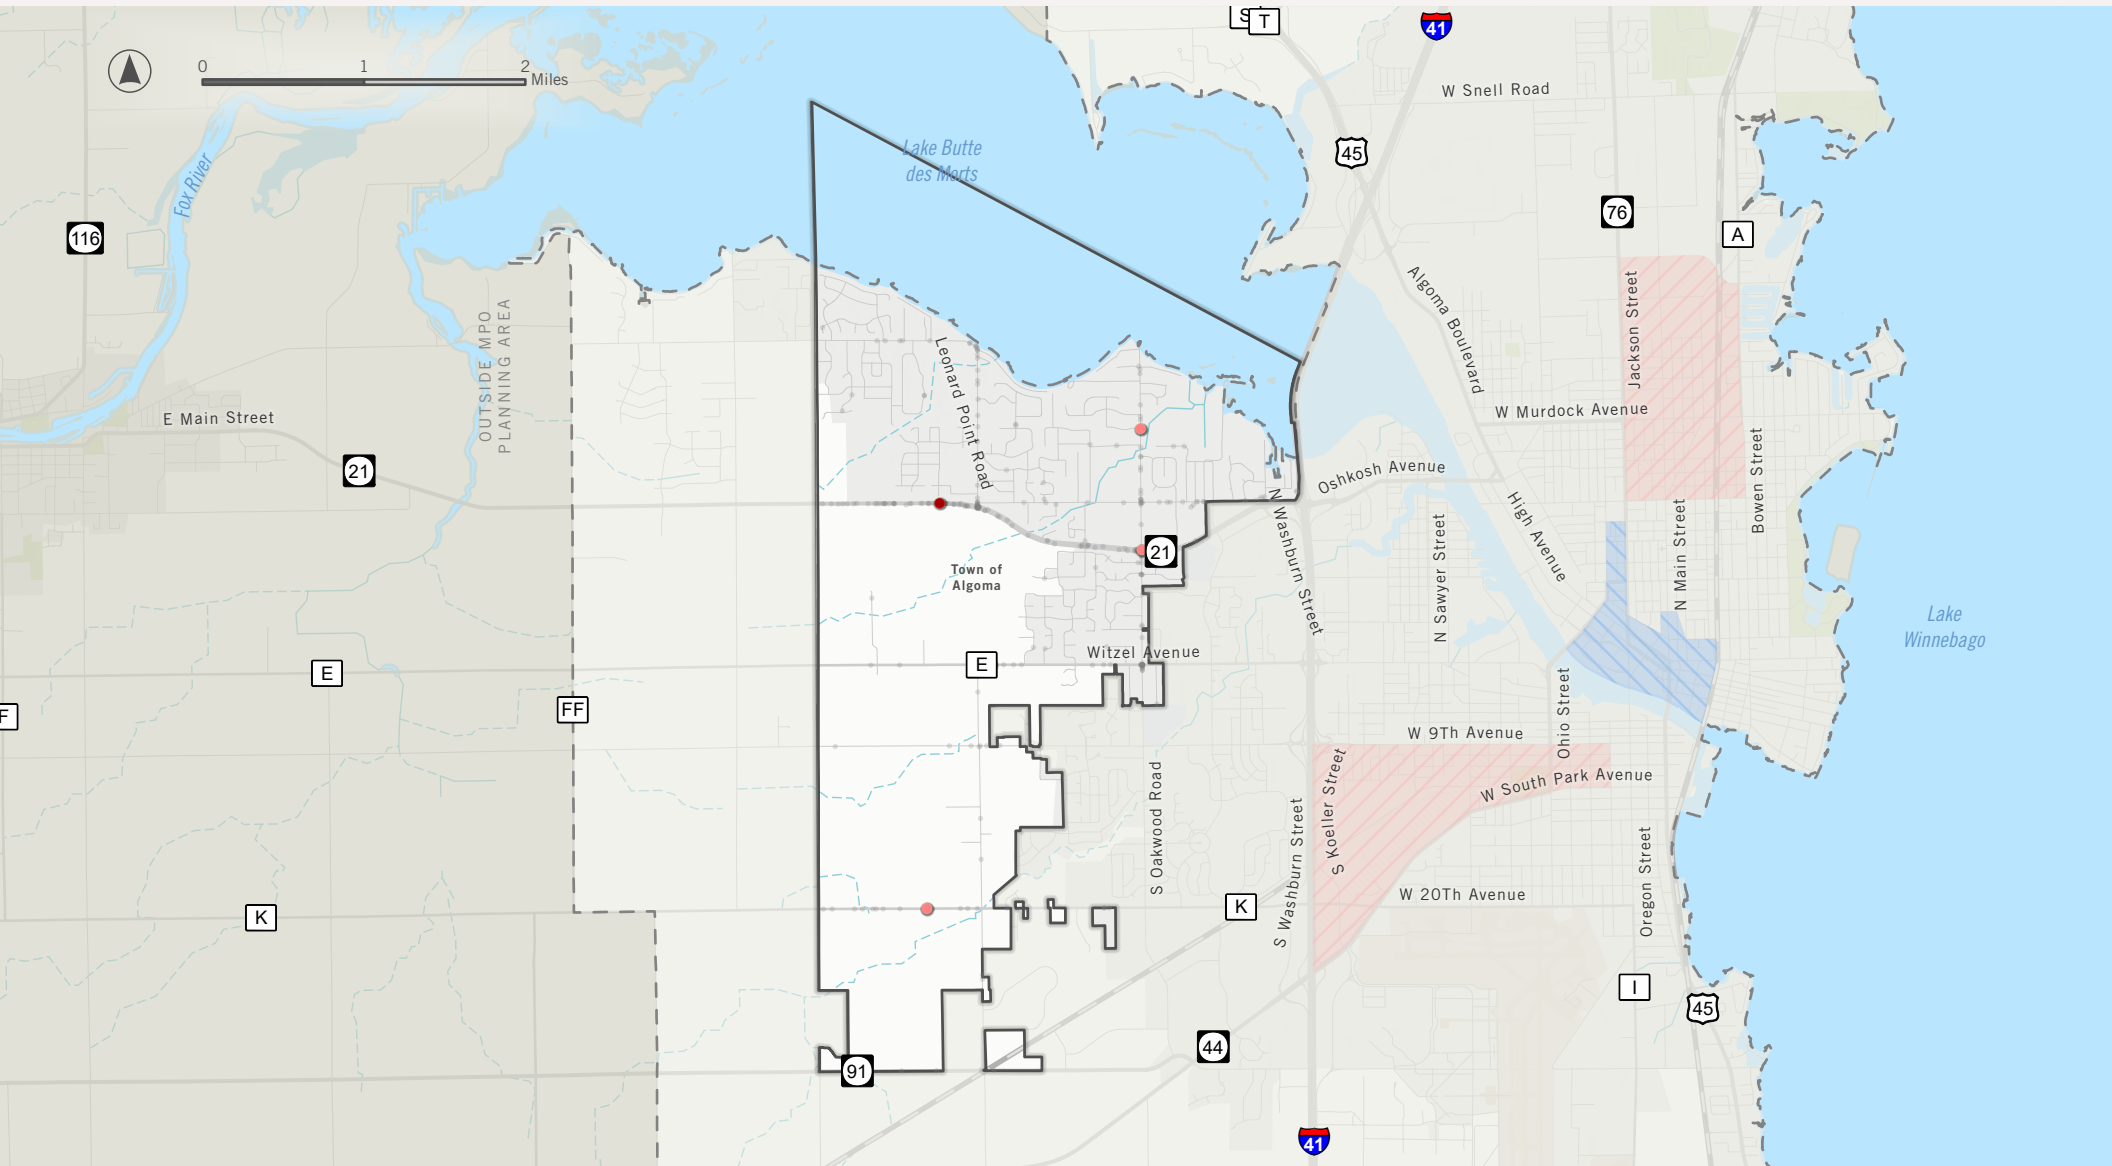 S
T
41
0 1 2
Miles
W Snell Road
Lake Butte
des Morts
45
Fox River
76
116
A
Algoma Boulevard
Jackson Street
OUTSIDE MPO
PLANNING AREA
Leonard Point Road
E Main Street
W Murdock Avenue
21
Oshkosh Avenue
Bowen Street
N Washburn Street
High Avenue
N Sawyer Street
N Main Street
21
Town of
Algoma
Lake
Winnebago
Witzel Avenue
E
E
FF
F
Ohio Street
W 9Th Avenue
S Koeller Street
W South Park Avenue
S Oakwood Road
S Washburn Street
Oregon Street
W 20Th Avenue
K
K
I
45
44
91
41